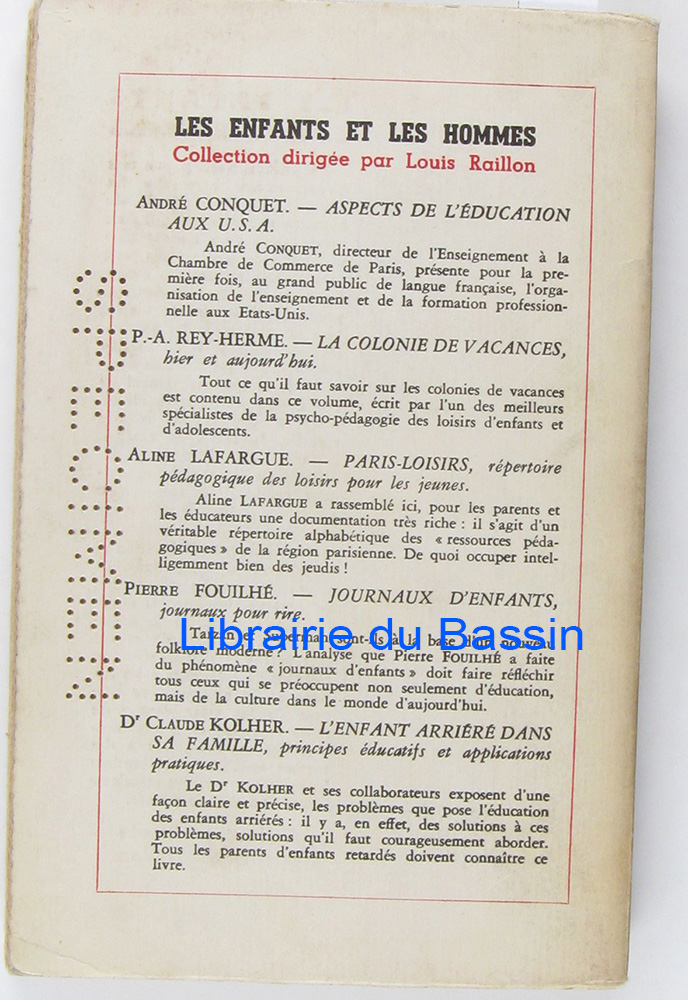 LES ENFANTS ET LES HOMMES
Collection dirigée par Louis Raillon
ANDRÉ CONQUET. — ASPECTS DE L'ÉDUCATION
AUX U. S. A.
André CONQUET, directeur de l'Enseignement à la
Chambre de Commerce de Paris, présente pour la pre-
mière fois, au grand public de langue française, l'orga-
nisation de l'enseignement et de la formation profession-
nelle aux Etats-Unis.
P.-A. REY-HERME. — LA COLONIE DE VACANCES,
hier et aujourd'hui.
Tout ce qu'il faut savoir sur les colonies de vacances
est contenu dans ce volume, écrit par l'un des meilleurs
spécialistes de la psycho-pédagogie des loisirs d'enfants et
d'adolescents.
ALINE LAFARGUE. — PARIS-LOISIRS, répertoire
pédagogique des loisirs pour les jeunes.
Aline LAFARGUE a rassemblé ici, pour les parents et
les éducateurs une documentation très riche : il s'agit d'un
véritable répertoire alphabétique des « ressources péda-
gogiques » de la région parisienne. De quoi occuper intel-
ligemment bien des jeudis !
PIERRE FOUILHÉ. — JOURNAUX D'ENFANTS,
journaux pour rire.
Tarzan et Superman sont-ils à la base d'un nouveau
folklore moderne ? L'analyse que Pierre FOUILHÉ a faite
du phénomène « journaux d'enfants » doit faire réfléchir
tous ceux qui se préoccupent non seulement d'éducation,
mais de la culture dans le monde d'aujourd'hui.
Dr CLAUDE KOLHER. — L'ENFANT ARRIÉRÉ DANS
SA FAMILLE, principes éducatifs et applications
pratiques.
Le Dr KOLHER et ses collaborateurs exposent d'une
façon claire et précise, les problèmes que pose l'éducation
des enfants arriérés : il y a, en effet, des solutions à ces
problèmes, solutions qu'il faut courageusement aborder.
Tous les parents d'enfants retardés doivent connaître ce
livre.
SPECIMEN
Librairie du Bassin